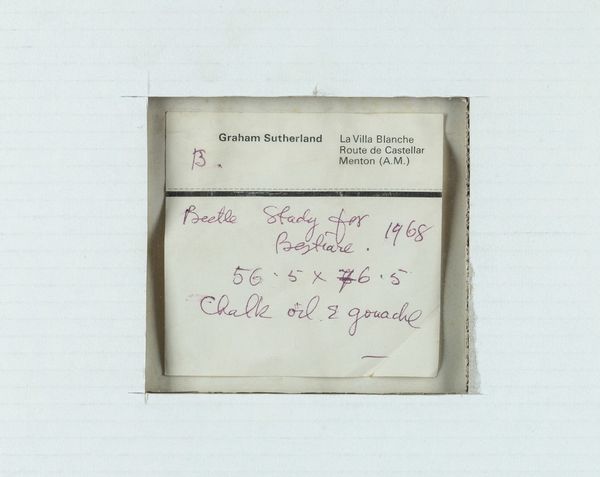 Graham Sutherland
La Villa Blanche
Route de Castellar
Menton (A.M.)
B.
Beetle Study for 1968
Bestiare.
56.5 x 76.5
Chalk oil & gouache